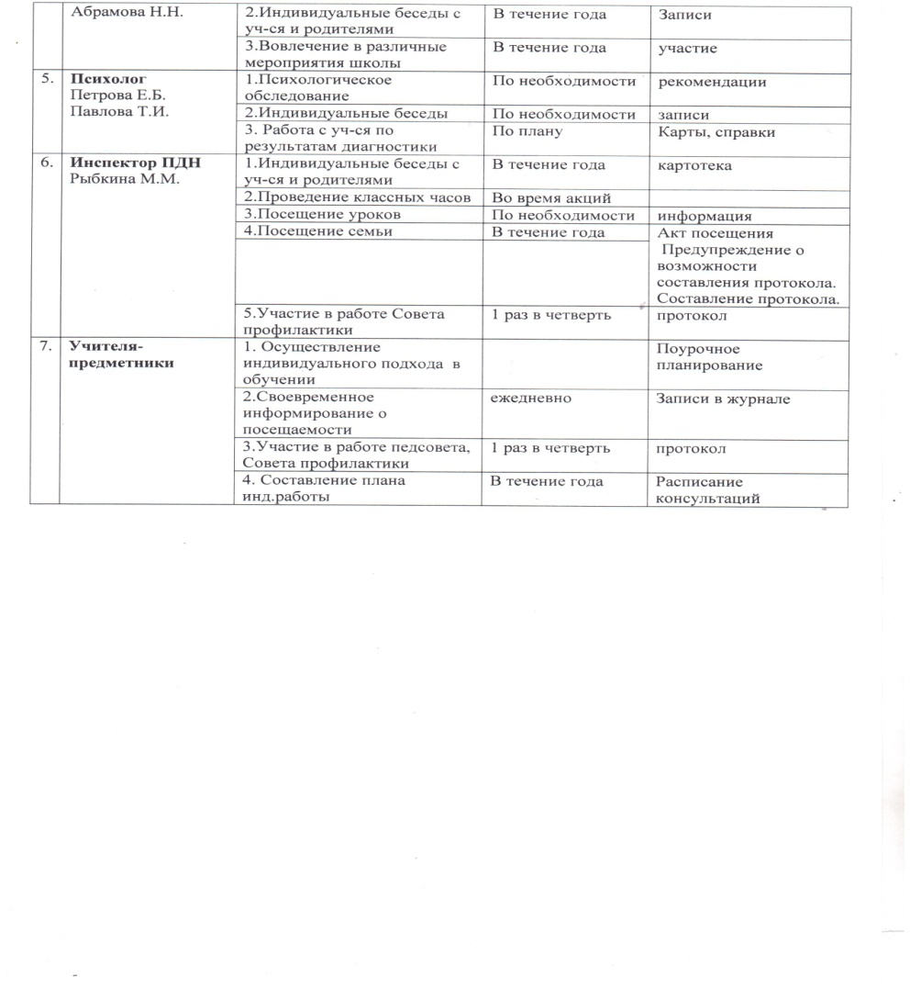 Абрамова Н.Н.
2.Индивидуальные беседы с
уч-ся и родителями
В течение года
Записи
3.Вовлечение в различные
мероприятия школы
В течение года
участие
5.
Психолог
Петрова Е.Б.
Павлова Т.И.
1.Психологическое
обследование
По необходимости
рекомендации
2.Индивидуальные беседы
По необходимости
записи
3. Работа с уч-ся по
результатам диагностики
По плану
Карты, справки
6.
Инспектор ПДН
Рыбкина М.М.
1.Индивидуальные беседы с
уч-ся и родителями
В течение года
картотека
2.Проведение классных часов
Во время акций
3.Посещение уроков
По необходимости
информация
4.Посещение семьи
В течение года
Акт посещения
Предупреждение о
возможности
составления протокола.
Составление протокола.
5.Участие в работе Совета
профилактики
1 раз в четверть
протокол
7.
Учителя-
предметники
1. Осуществление
индивидуального подхода в
обучении
Поурочное
планирование
2.Своевременное
информирование о
посещаемости
ежедневно
Записи в журнале
3.Участие в работе педсовета,
Совета профилактики
1 раз в четверть
протокол
4. Составление плана
инд.работы
В течение года
Расписание
консультаций